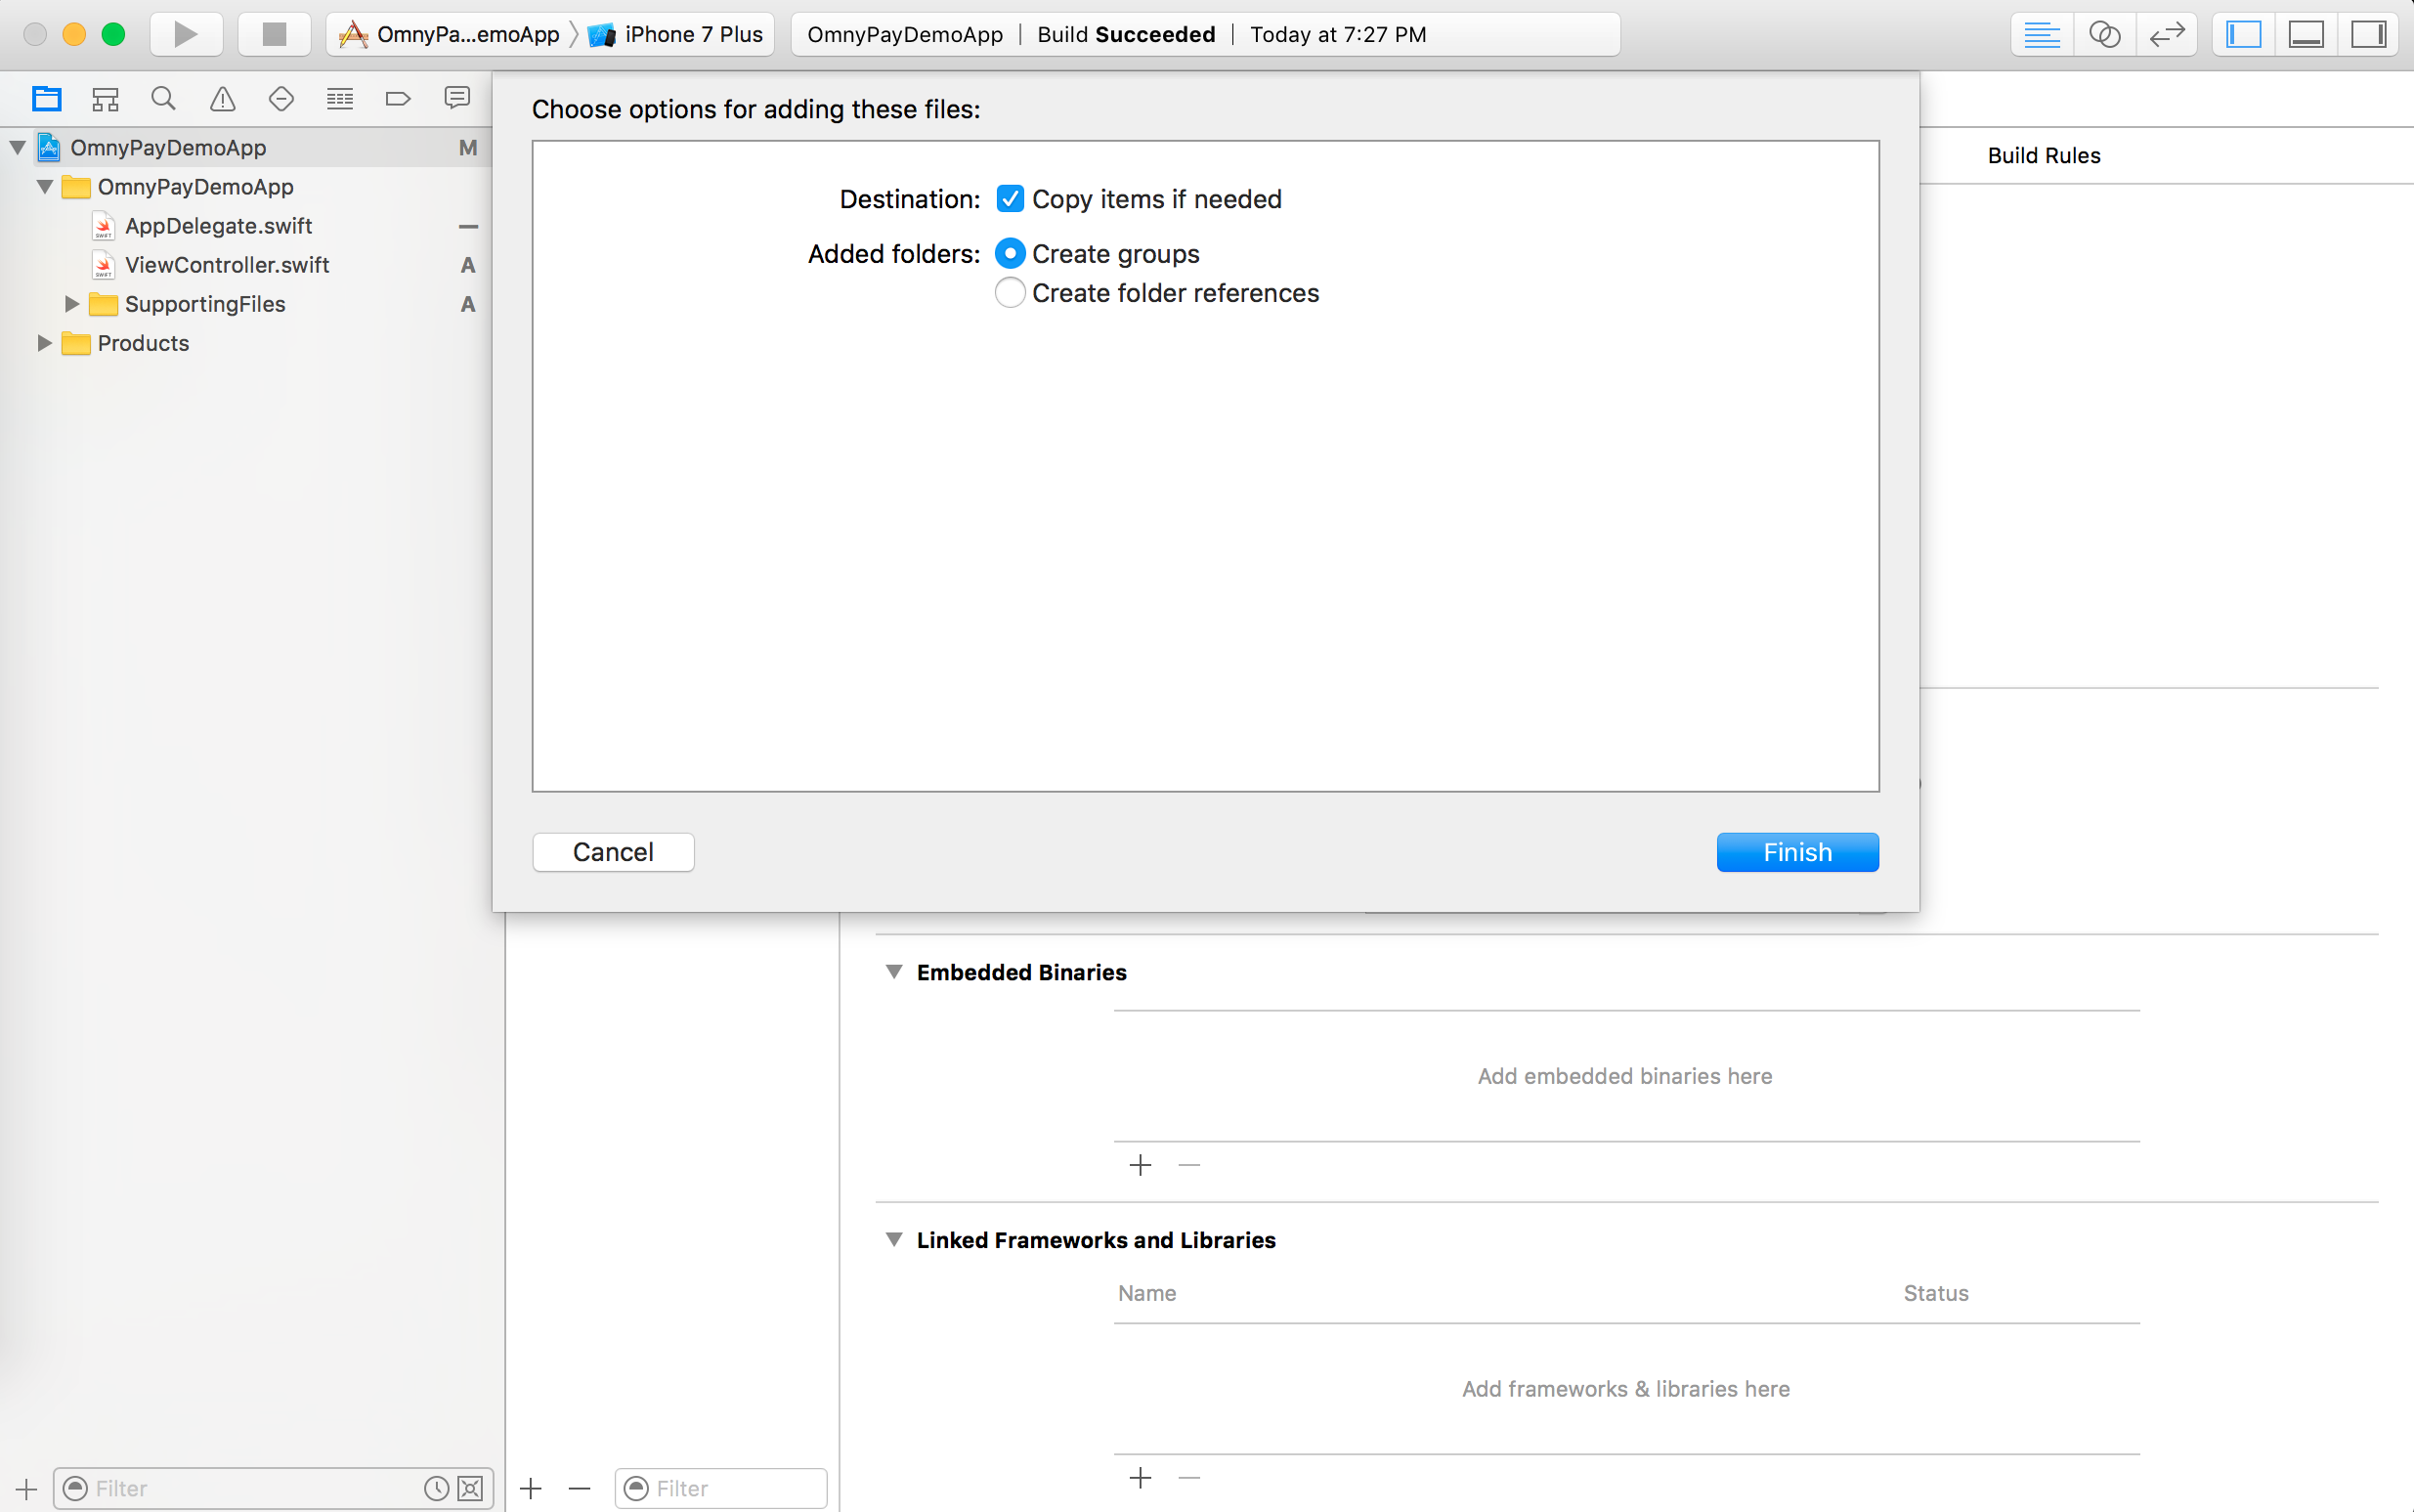 OmnyPa...emoApp iPhone 7 Plus
OmnyPayDemoApp | Build Succeeded | Today at 7:27 PM
OmnyPayDemoApp M
OmnyPayDemoApp
AppDelegate.swift
ViewController.swift A
SupportingFiles A
Products
Choose options for adding these files:
Destination: Copy items if needed
Added folders: Create groups
Create folder references
Cancel
Finish
Build Rules
Embedded Binaries
Add embedded binaries here
Linked Frameworks and Libraries
Name Status
Add frameworks & libraries here
Filter
Filter